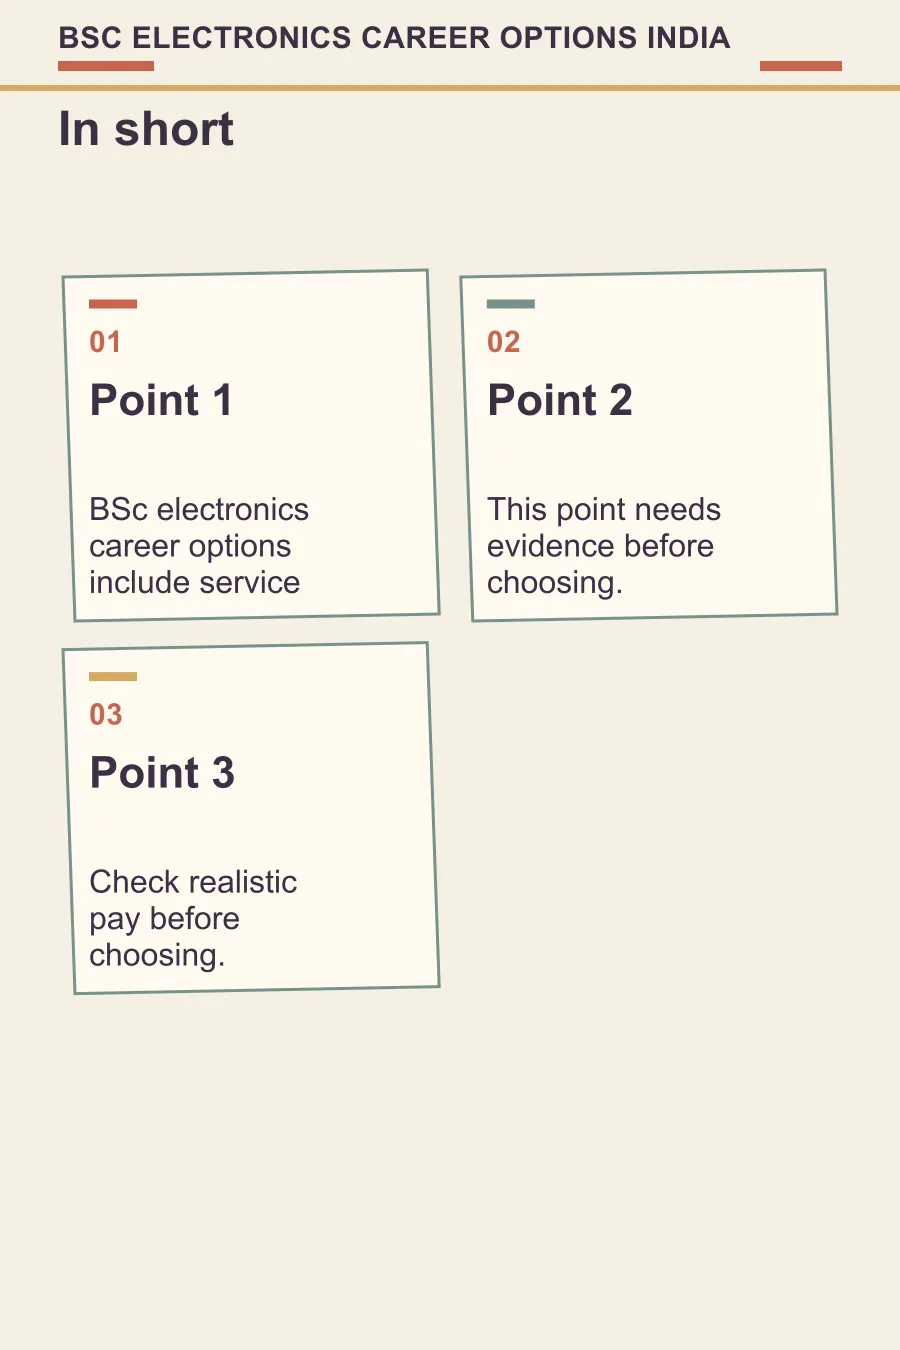 BSC ELECTRONICS CAREER OPTIONS INDIA
In short
01
Point 1
BSc electronics
career options
include service
02
Point 2
This point needs
evidence before
choosing.
03
Point 3
Check realistic
pay before
choosing.